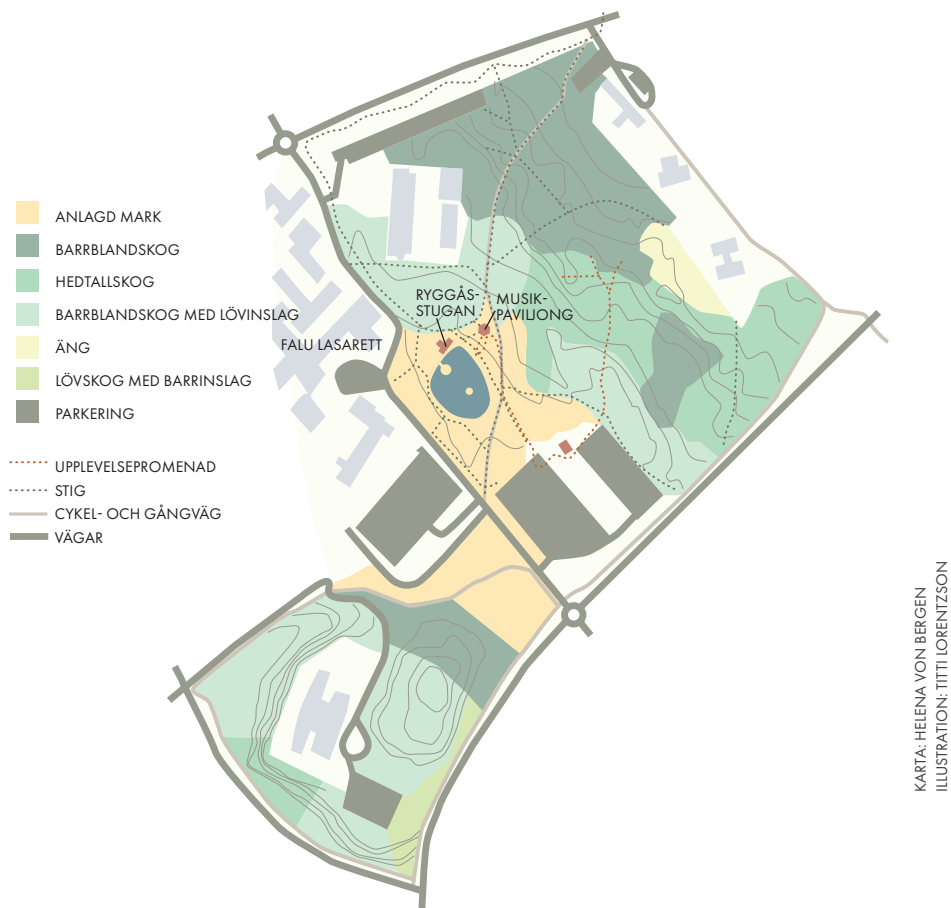 ANLAGD MARK
BARRBLANDSKOG
HEDTALLSKOG
BARRBLANDSKOG MED LÖVINSLAG
ÄNG
LÖVSKOG MED BARRINSLAG
PARKERING
UPPLEVELSEPROMENAD
STIG
CYKEL- OCH GÅNGVÄG
VÄGAR
RYGGÅS-
STUGAN
MUSIK-
PAVILJONG
FALU LASARETT
KARTA: HELENA VON BERGEN
ILLUSTRATION: TITTI LORENTZSON